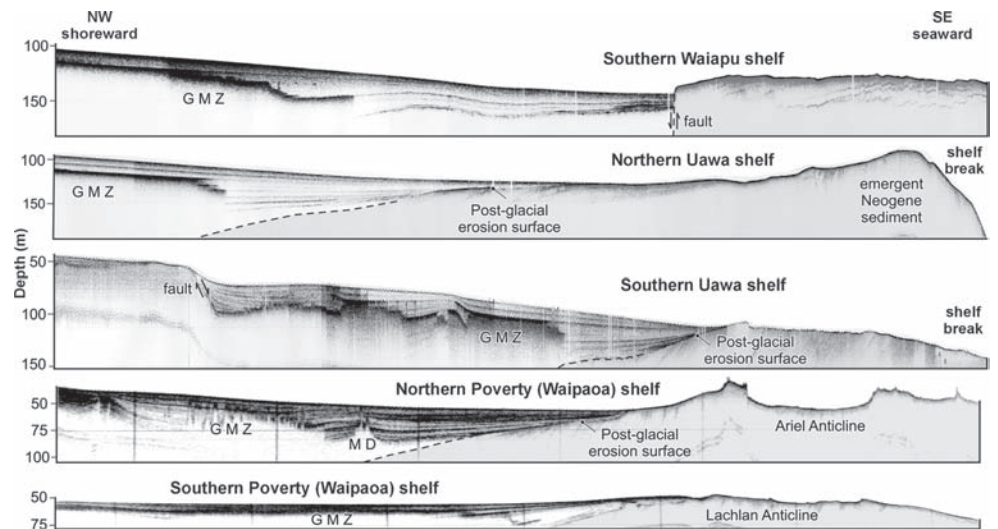 NW
shoreward
SE
seaward
100
150
Southern Waiapu shelf
G M Z
fault
100
150
Northern Uawa shelf
shelf
break
G M Z
Post-glacial
erosion surface
emergent
Neogene
sediment
Depth (m)
50
100
150
Southern Uawa shelf
fault
G M Z
shelf
break
Post-glacial
erosion surface
Northern Poverty (Waipaoa) shelf
50
75
100
G M Z
M D
Post-glacial
erosion surface
Ariel Anticline
Southern Poverty (Waipaoa) shelf
50
75
G M Z
Lachlan Anticline